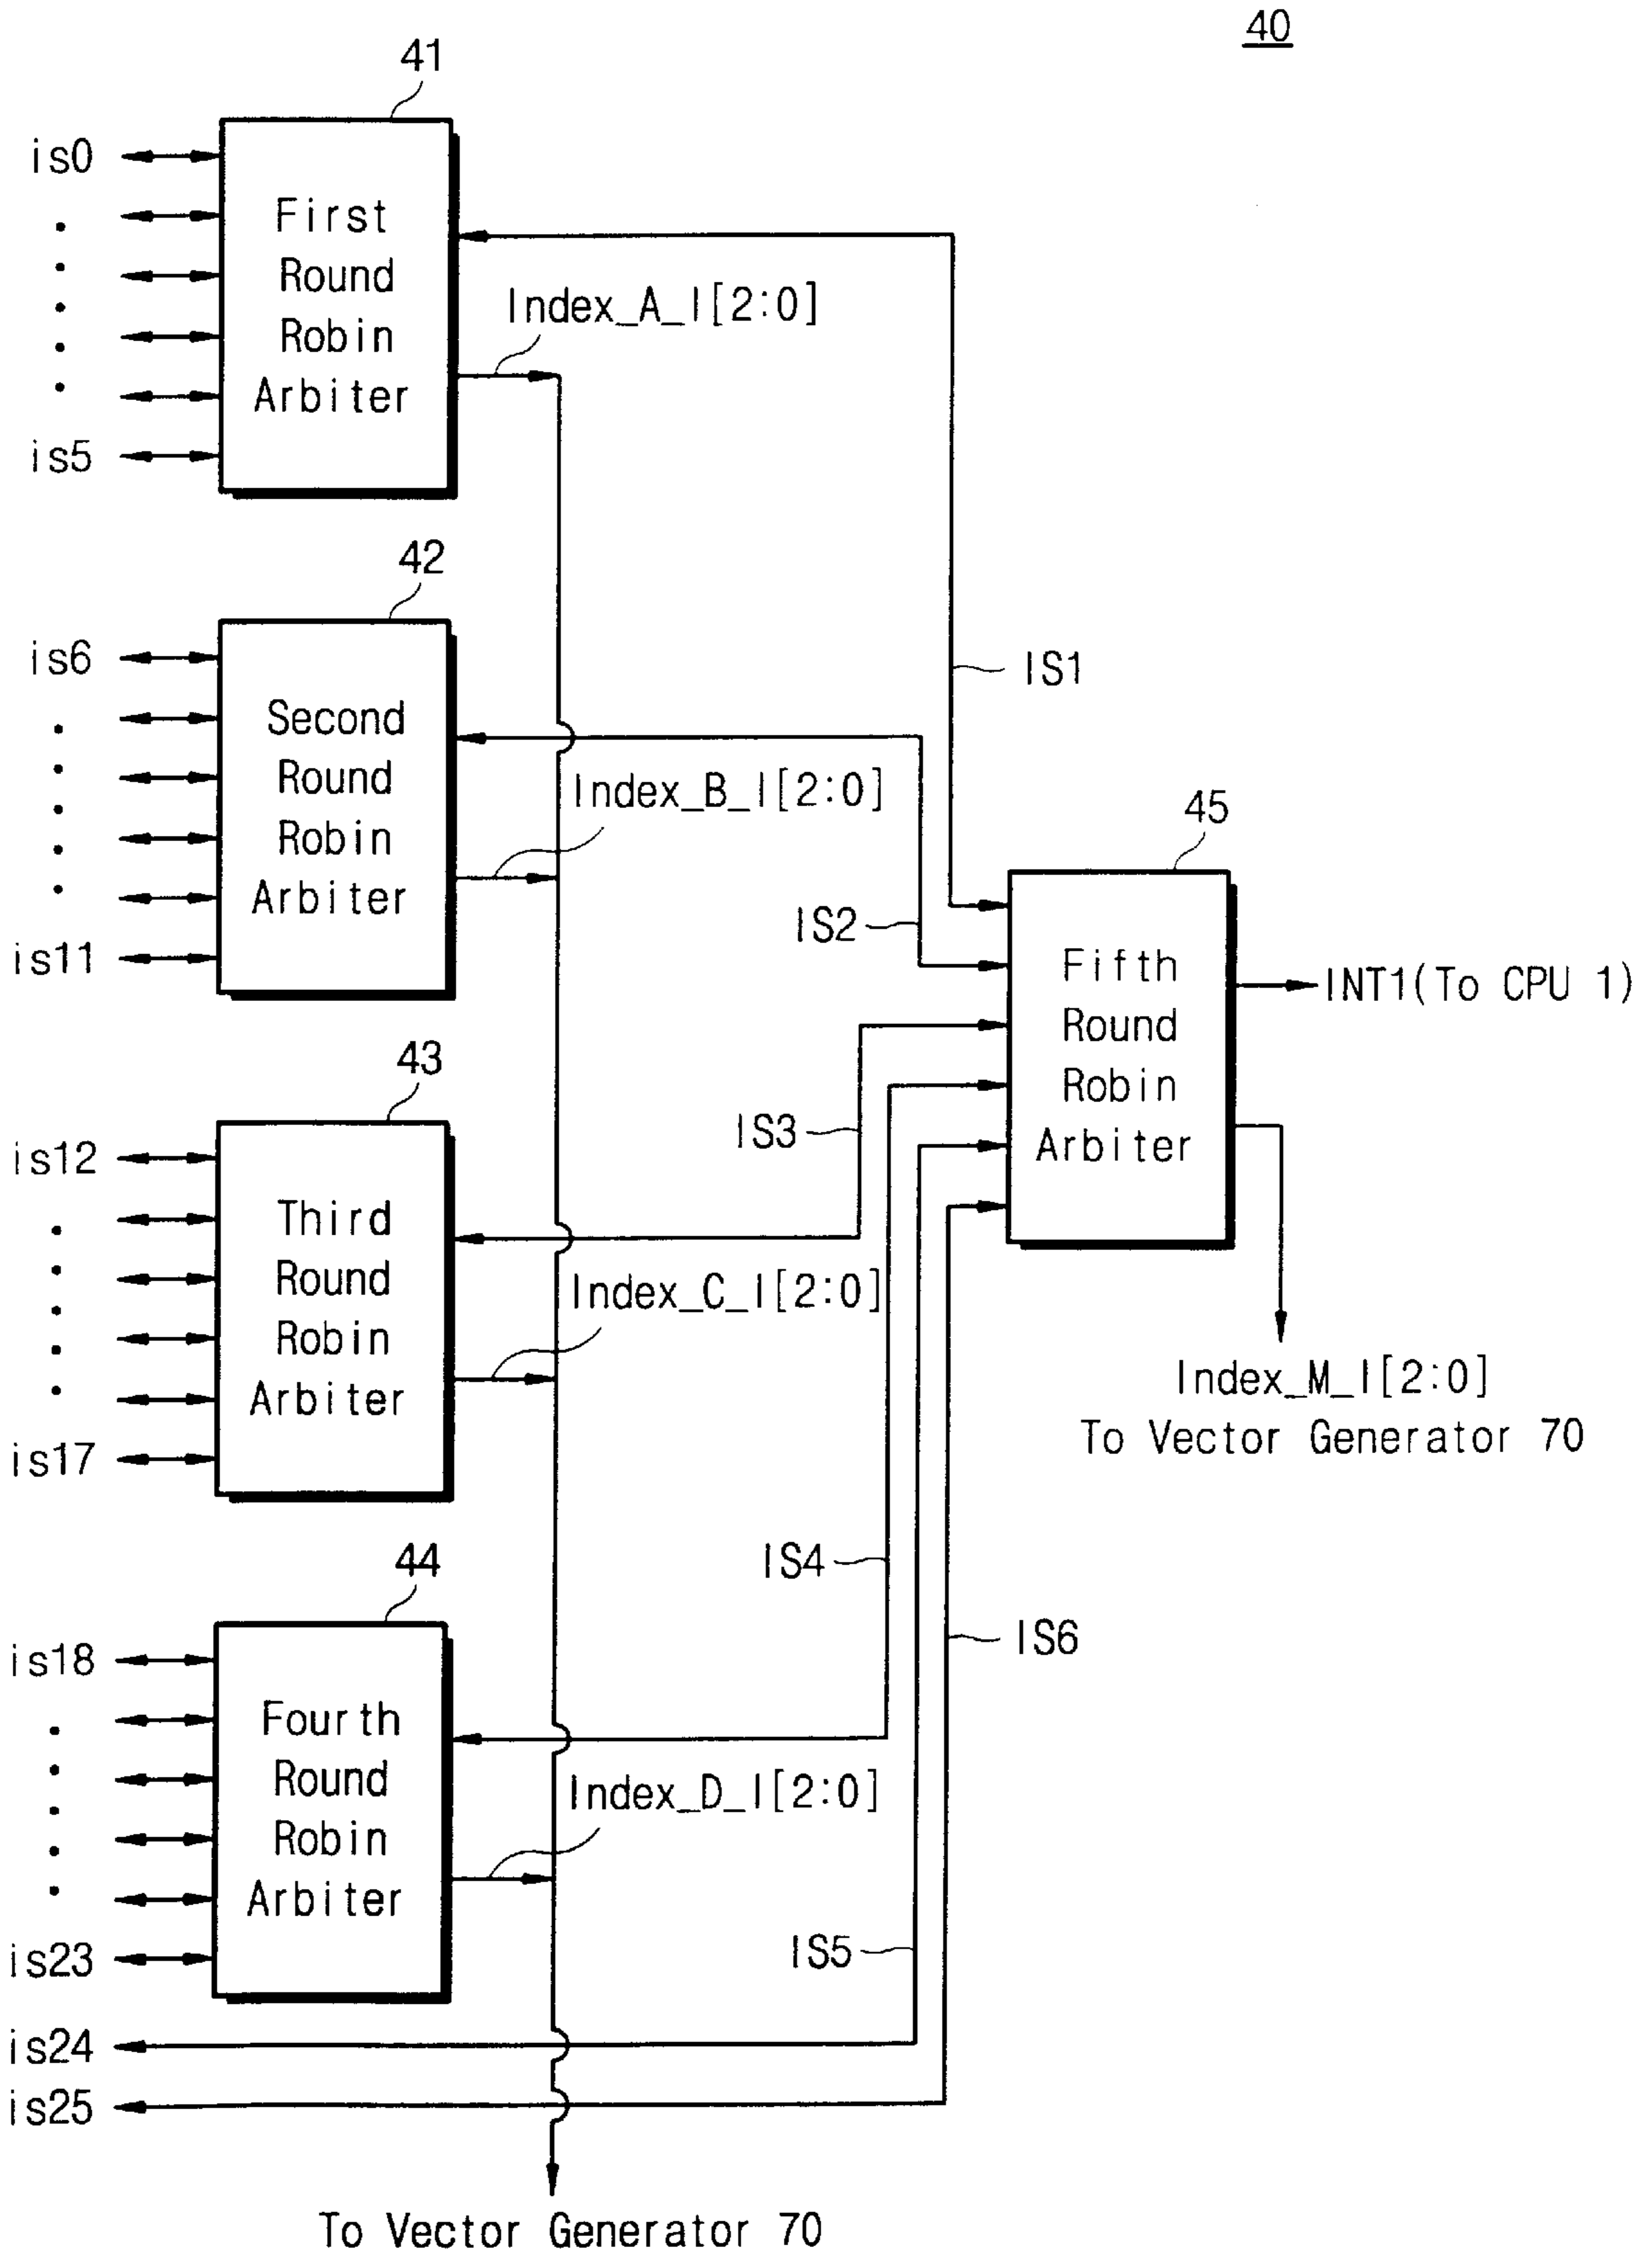 40
41
is0
First
Round
Robin
Arbiter
is5
Index_A_I[2:0]
42
is6
Second
Round
Robin
Arbiter
is11
Index_B_I[2:0]
IS1
IS2
45
Fifth
Round
Robin
Arbiter
INT1(To CPU 1)
43
is12
Third
Round
Robin
Arbiter
is17
IS3
Index_C_I[2:0]
Index_M_I[2:0]
To Vector Generator 70
44
is18
Fourth
Round
Robin
Arbiter
is23
IS4
IS6
Index_D_I[2:0]
IS5
is24
is25
To Vector Generator 70